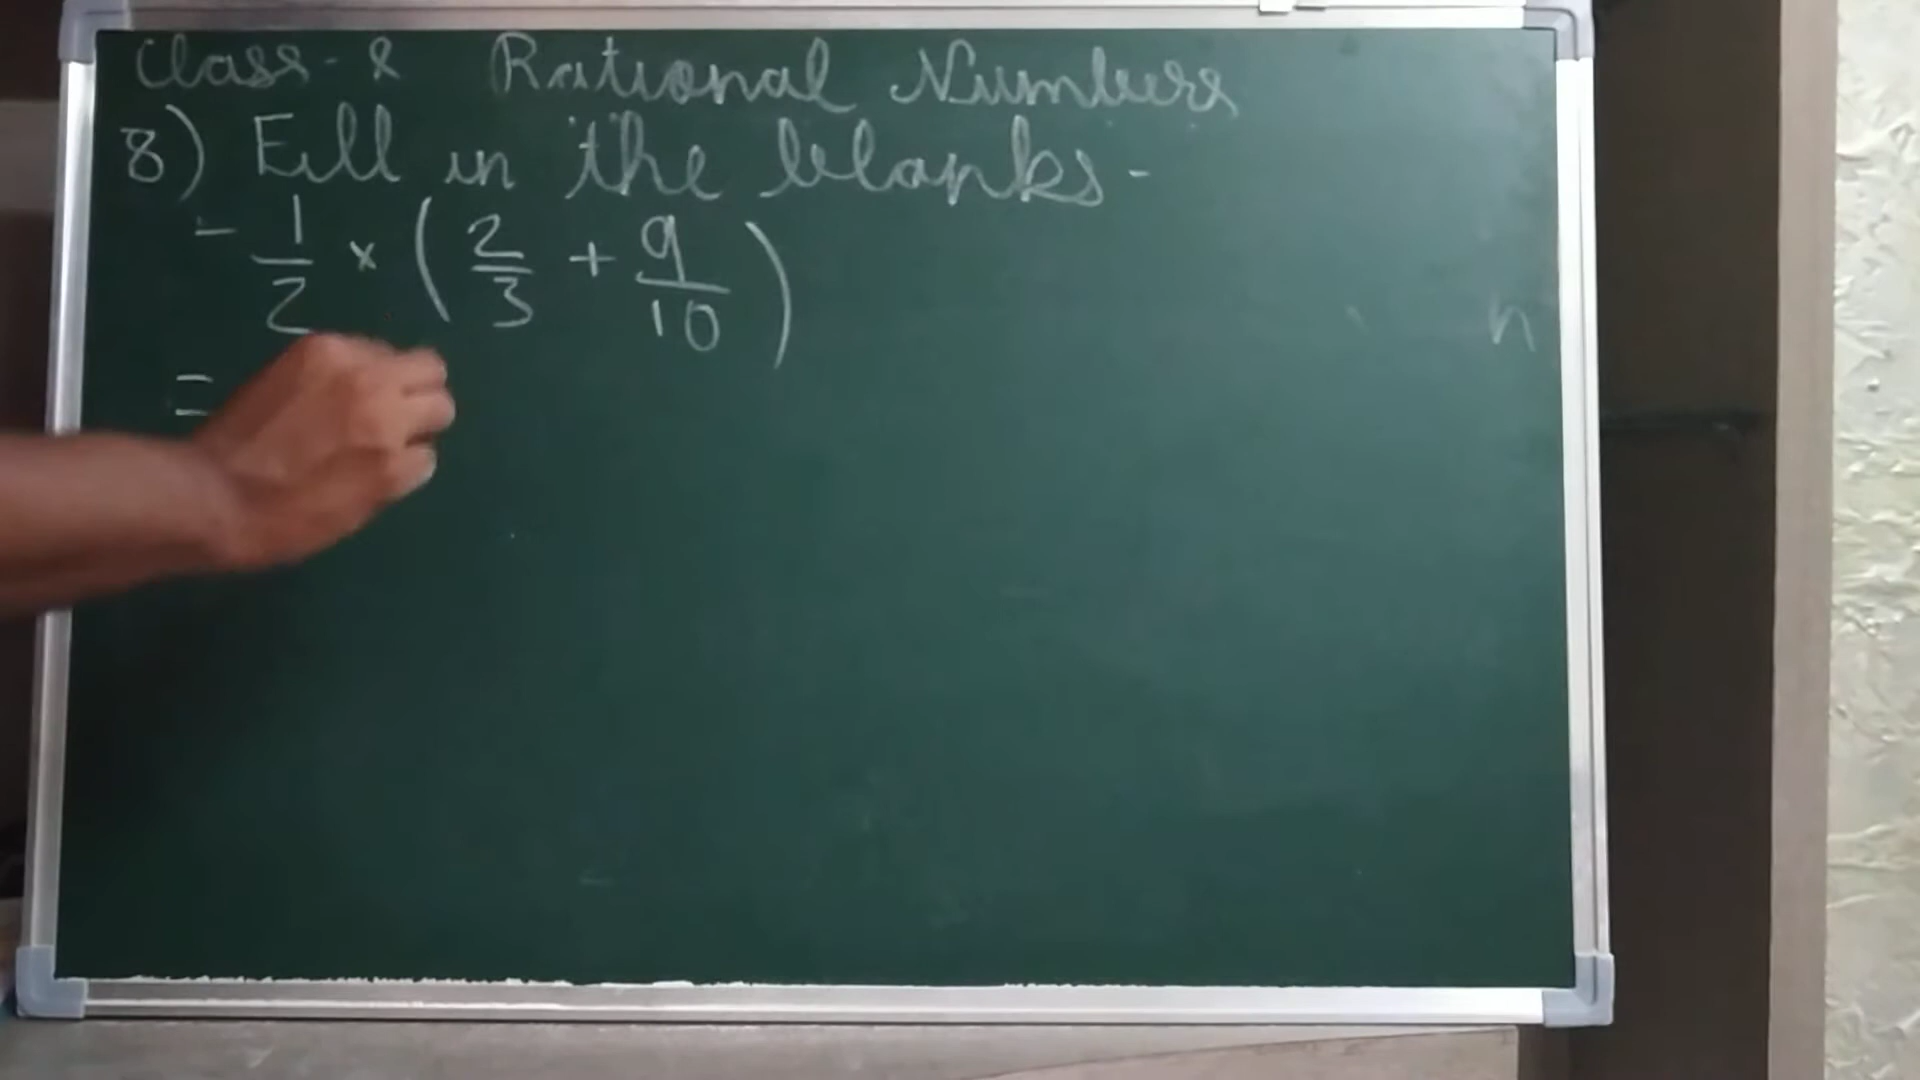 Class-8 Rational Numbers
8) Fill in the blanks-
- 1/2 × (2/3 + 9/10)
=
n